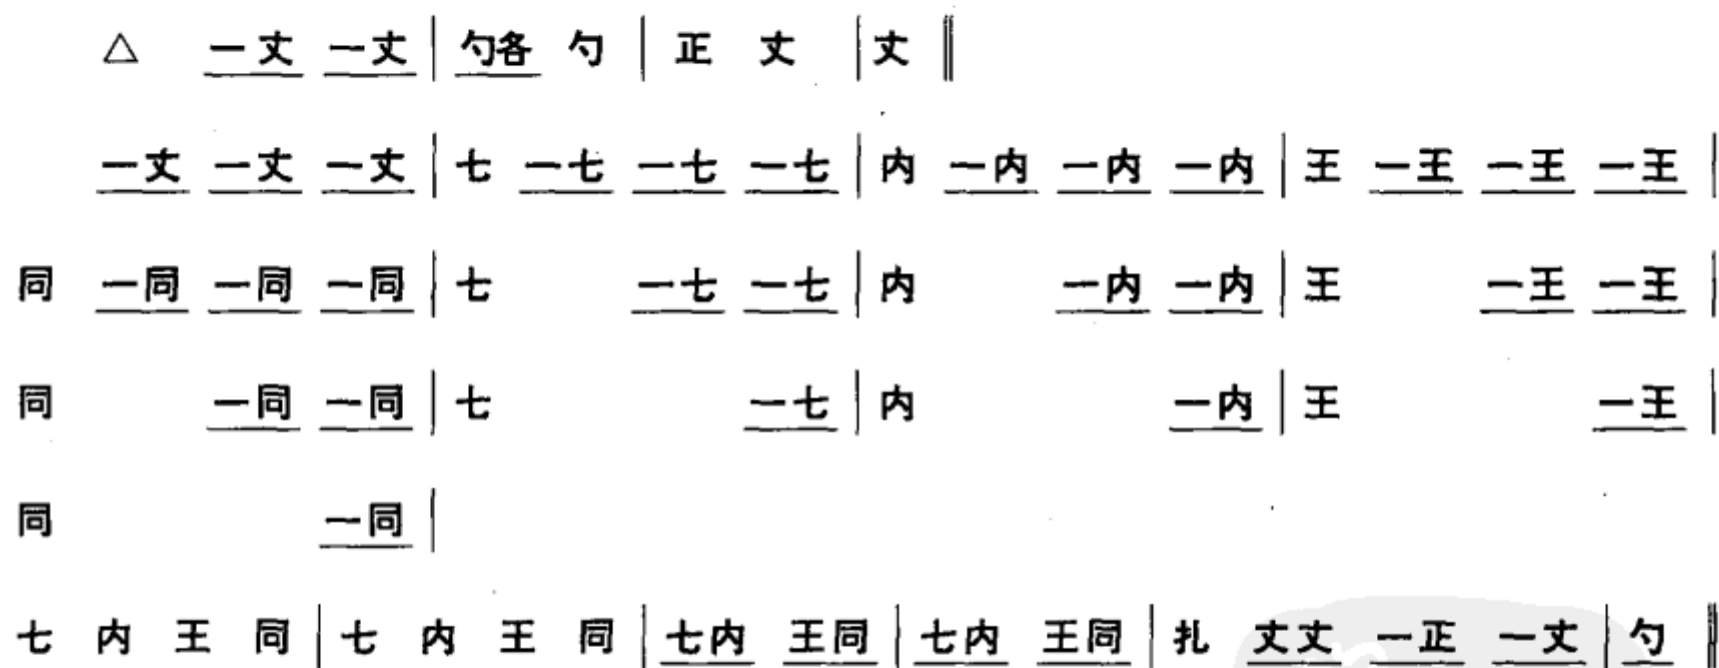 △ 一丈 一丈 | 勺各 勺 | 正 丈 | 丈 ‖
一丈 一丈 一丈 | 七 一七 一七 一七 | 内 一内 一内 一内 | 王 一王 一王 一王 |
同 一同 一同 一同 | 七 一七 一七 | 内 一内 一内 | 王 一王 一王 |
同 一同 一同 | 七 一七 | 内 一内 | 王 一王 |
同 一同 |
七 内 王 同 | 七 内 王 同 | 七内 王同 | 七内 王同 | 扎 丈丈 一正 一丈 | 勺 ‖